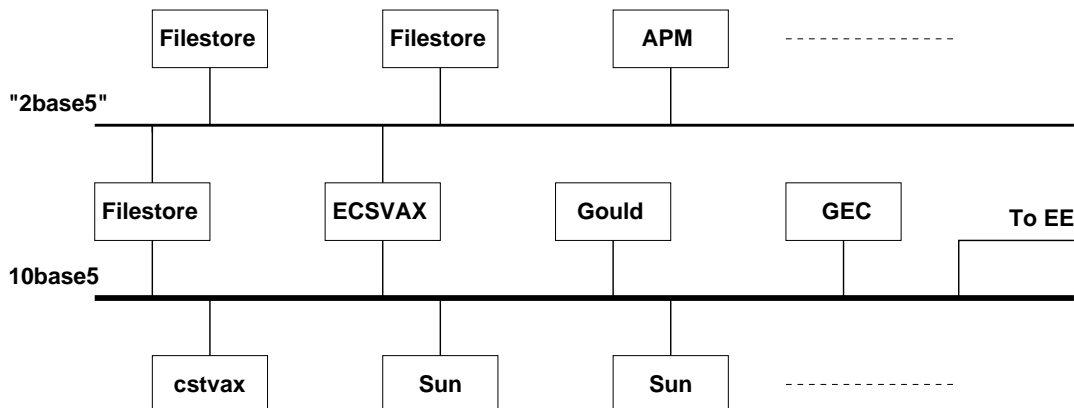 Filestore Filestore APM
"2base5"
Filestore ECSVAX Gould GEC
To EE
10base5
cstvax Sun Sun